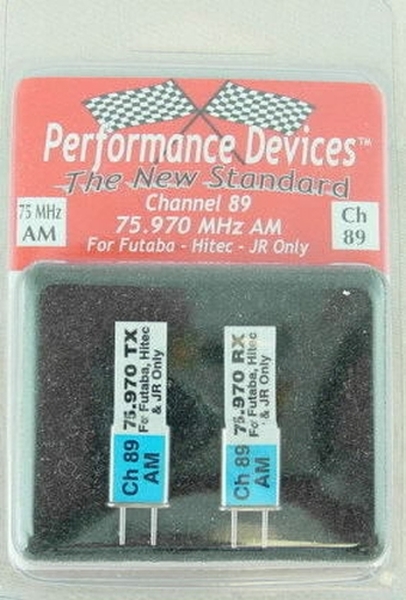 Performance Devices™
The New Standard
Channel 89
75.970 MHz AM
For Futaba - Hitec - JR Only
75 MHz
AM
Ch
89
Ch 89
AM
75.970 TX
For Futaba, Hitec
& JR Only
Ch 89
AM
75.970 RX
For Futaba, Hitec
& JR Only